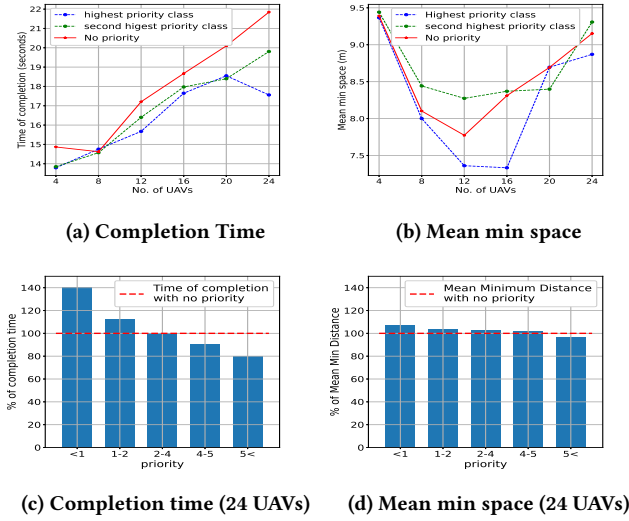 highest priority class
second higest priority class
No priority
Time of completion (seconds)
22
21
20
19
18
17
16
15
14
4 8 12 16 20 24
No. of UAVs
(a) Completion Time
Highest priority class
second highest priority class
No priority
Mean min space (m)
9.5
9.0
8.5
8.0
7.5
4 8 12 16 20 24
No. of UAVs
(b) Mean min space
Time of completion
with no priority
% of completion time
140
120
100
80
60
40
20
0
<1 1-2 2-4 4-5 5<
priority
(c) Completion time (24 UAVs)
Mean Minimum Distance
with no priority
% of Mean Min Distance
140
120
100
80
60
40
20
0
<1 1-2 2-4 4-5 5<
priority
(d) Mean min space (24 UAVs)